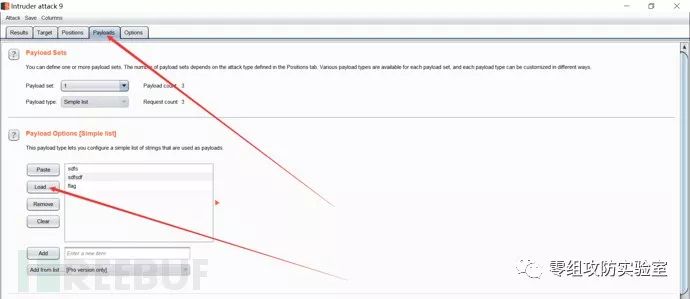 Intruder attack 9
Attack Save Columns
Results Target Positions Payloads Options
? Payload Sets
You can define one or more payload sets. The number of payload sets depends on the attack type defined in the Positions tab. Various payload types are available for each payload set, and each payload type can be customized in different ways.
Payload set: 1 Payload count: 3
Payload type: Simple list Request count: 3
? Payload Options [Simple list]
This payload type lets you configure a simple list of strings that are used as payloads.
Paste sdfs
sdfsdf
Load ... flag
Remove
Clear
Add Enter a new item
Add from list ... [Pro version only]
REEBUF
零组攻防实验室